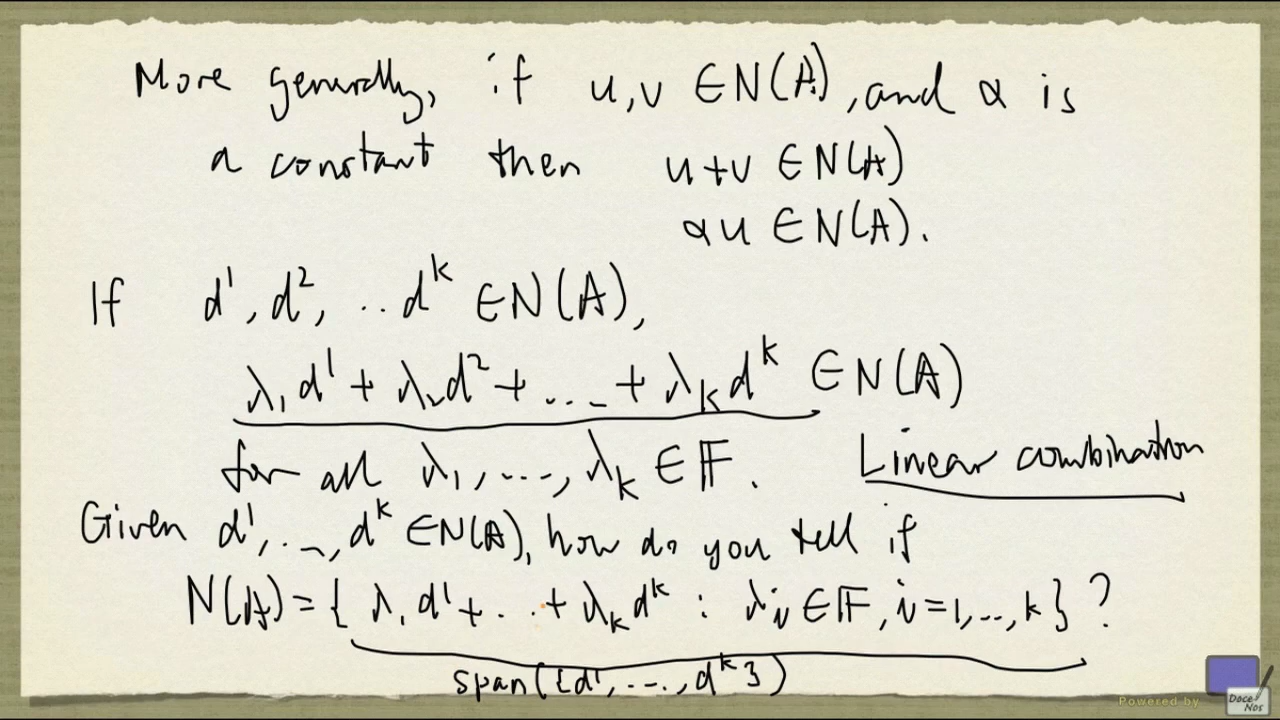 More generally, if u,v ∈ N(A), and α is
a constant then u+v ∈ N(A)
αu ∈ N(A).
If d¹, d², .. dᵏ ∈ N(A),
λ₁d¹ + λ₂d² + ... + λₖdᵏ ∈ N(A)
for all λ₁, ..., λₖ ∈ 𝔽. Linear combination
Given d¹, ..., dᵏ ∈ N(A), how do you tell if
N(A) = { λ₁d¹ + ... + λₖdᵏ : λᵢ ∈ 𝔽, i = 1, ..., k } ?
span({d¹, ..., dᵏ})
Powered by
Doce
Nos